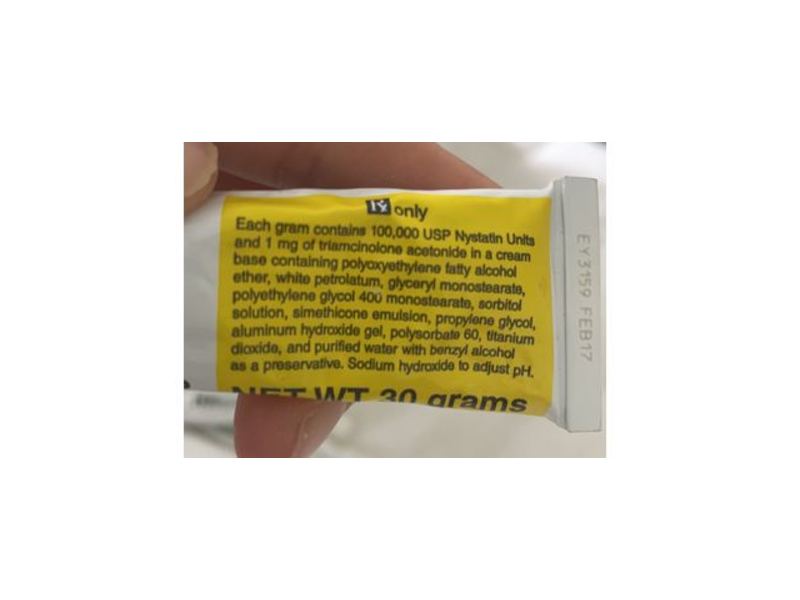 Rx only
Each gram contains 100,000 USP Nystatin Units
and 1 mg of triamcinolone acetonide in a cream
base containing polyoxyethylene fatty alcohol
ether, white petrolatum, glyceryl monostearate,
polyethylene glycol 400 monostearate, sorbitol
solution, simethicone emulsion, propylene glycol,
aluminum hydroxide gel, polysorbate 60, titanium
dioxide, and purified water with benzyl alcohol
as a preservative. Sodium hydroxide to adjust pH.
NET WT 30 grams
EY3159 FEB17